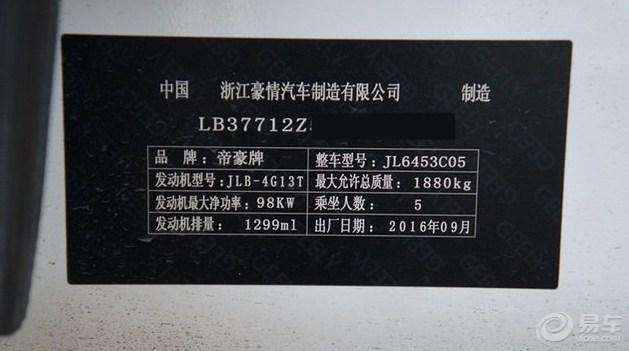 中国 浙江豪情汽车制造有限公司 制造
LB37712Z
品 牌：帝豪牌 整车型号：JL6453C05
发动机型号：JLB-4G13T 最大允许总质量：1880kg
发动机最大净功率：98KW 乘坐人数：5
发动机排量：1299ml 出厂日期：2016年09月
易车
yiche.com